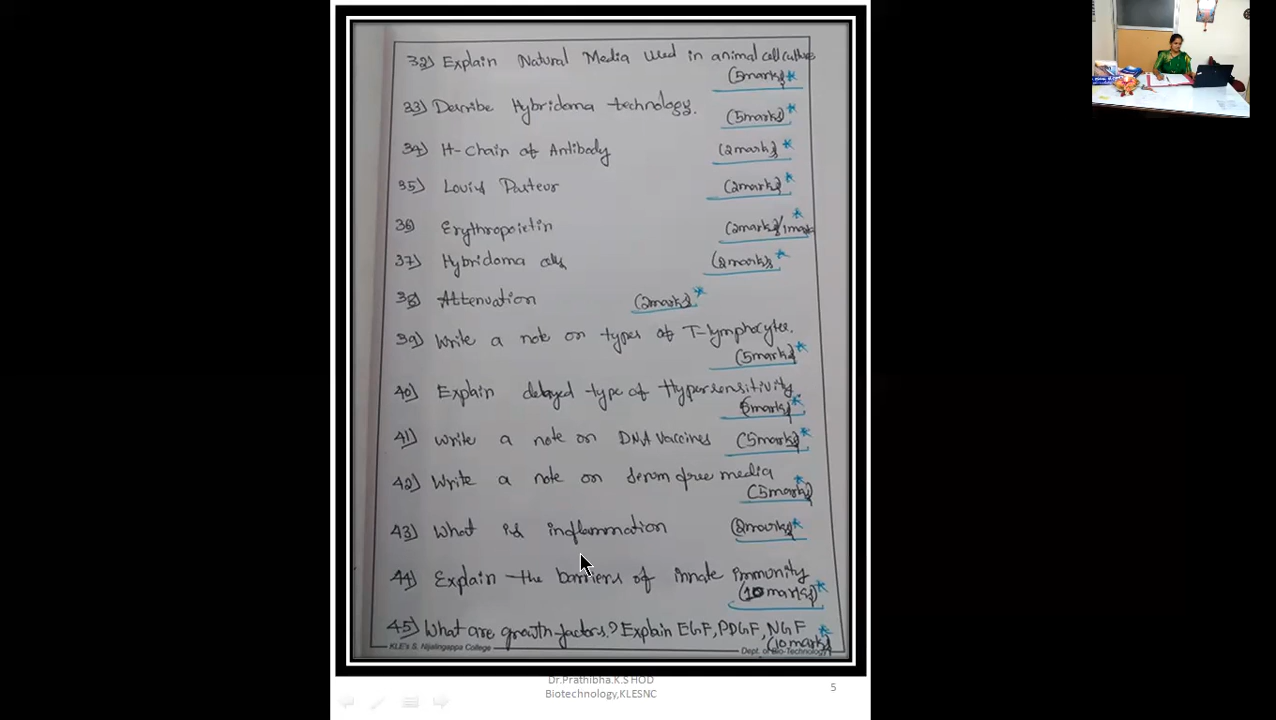 32) Explain Natural Media used in animal cell culture
(5marks)*
33) Describe Hybridoma technology.
(5marks)*
34) H-chain of Antibody (2marks)*
35) Louis Pasteur (2marks)*
36) Erythropoietin (2marks)/1mark*
37) Hybridoma cells (2marks)*
38) Attenuation (2marks)*
39) Write a note on types of T-lymphocytes.
(5marks)*
40) Explain delayed type of Hypersensitivity.
(5marks)*
41) Write a note on DNA Vaccines (5marks)*
42) Write a note on serum free media
(5marks)*
43) What is inflammation (2marks)*
44) Explain the barriers of innate immunity
(10marks)*
45) What are growth factors? Explain EGF, PDGF, NGF
(10marks)*
KLE's S. Nijalingappa College Dept. of Bio-Technology
Dr.Prathibha.K.S HOD
Biotechnology,KLESNC
5